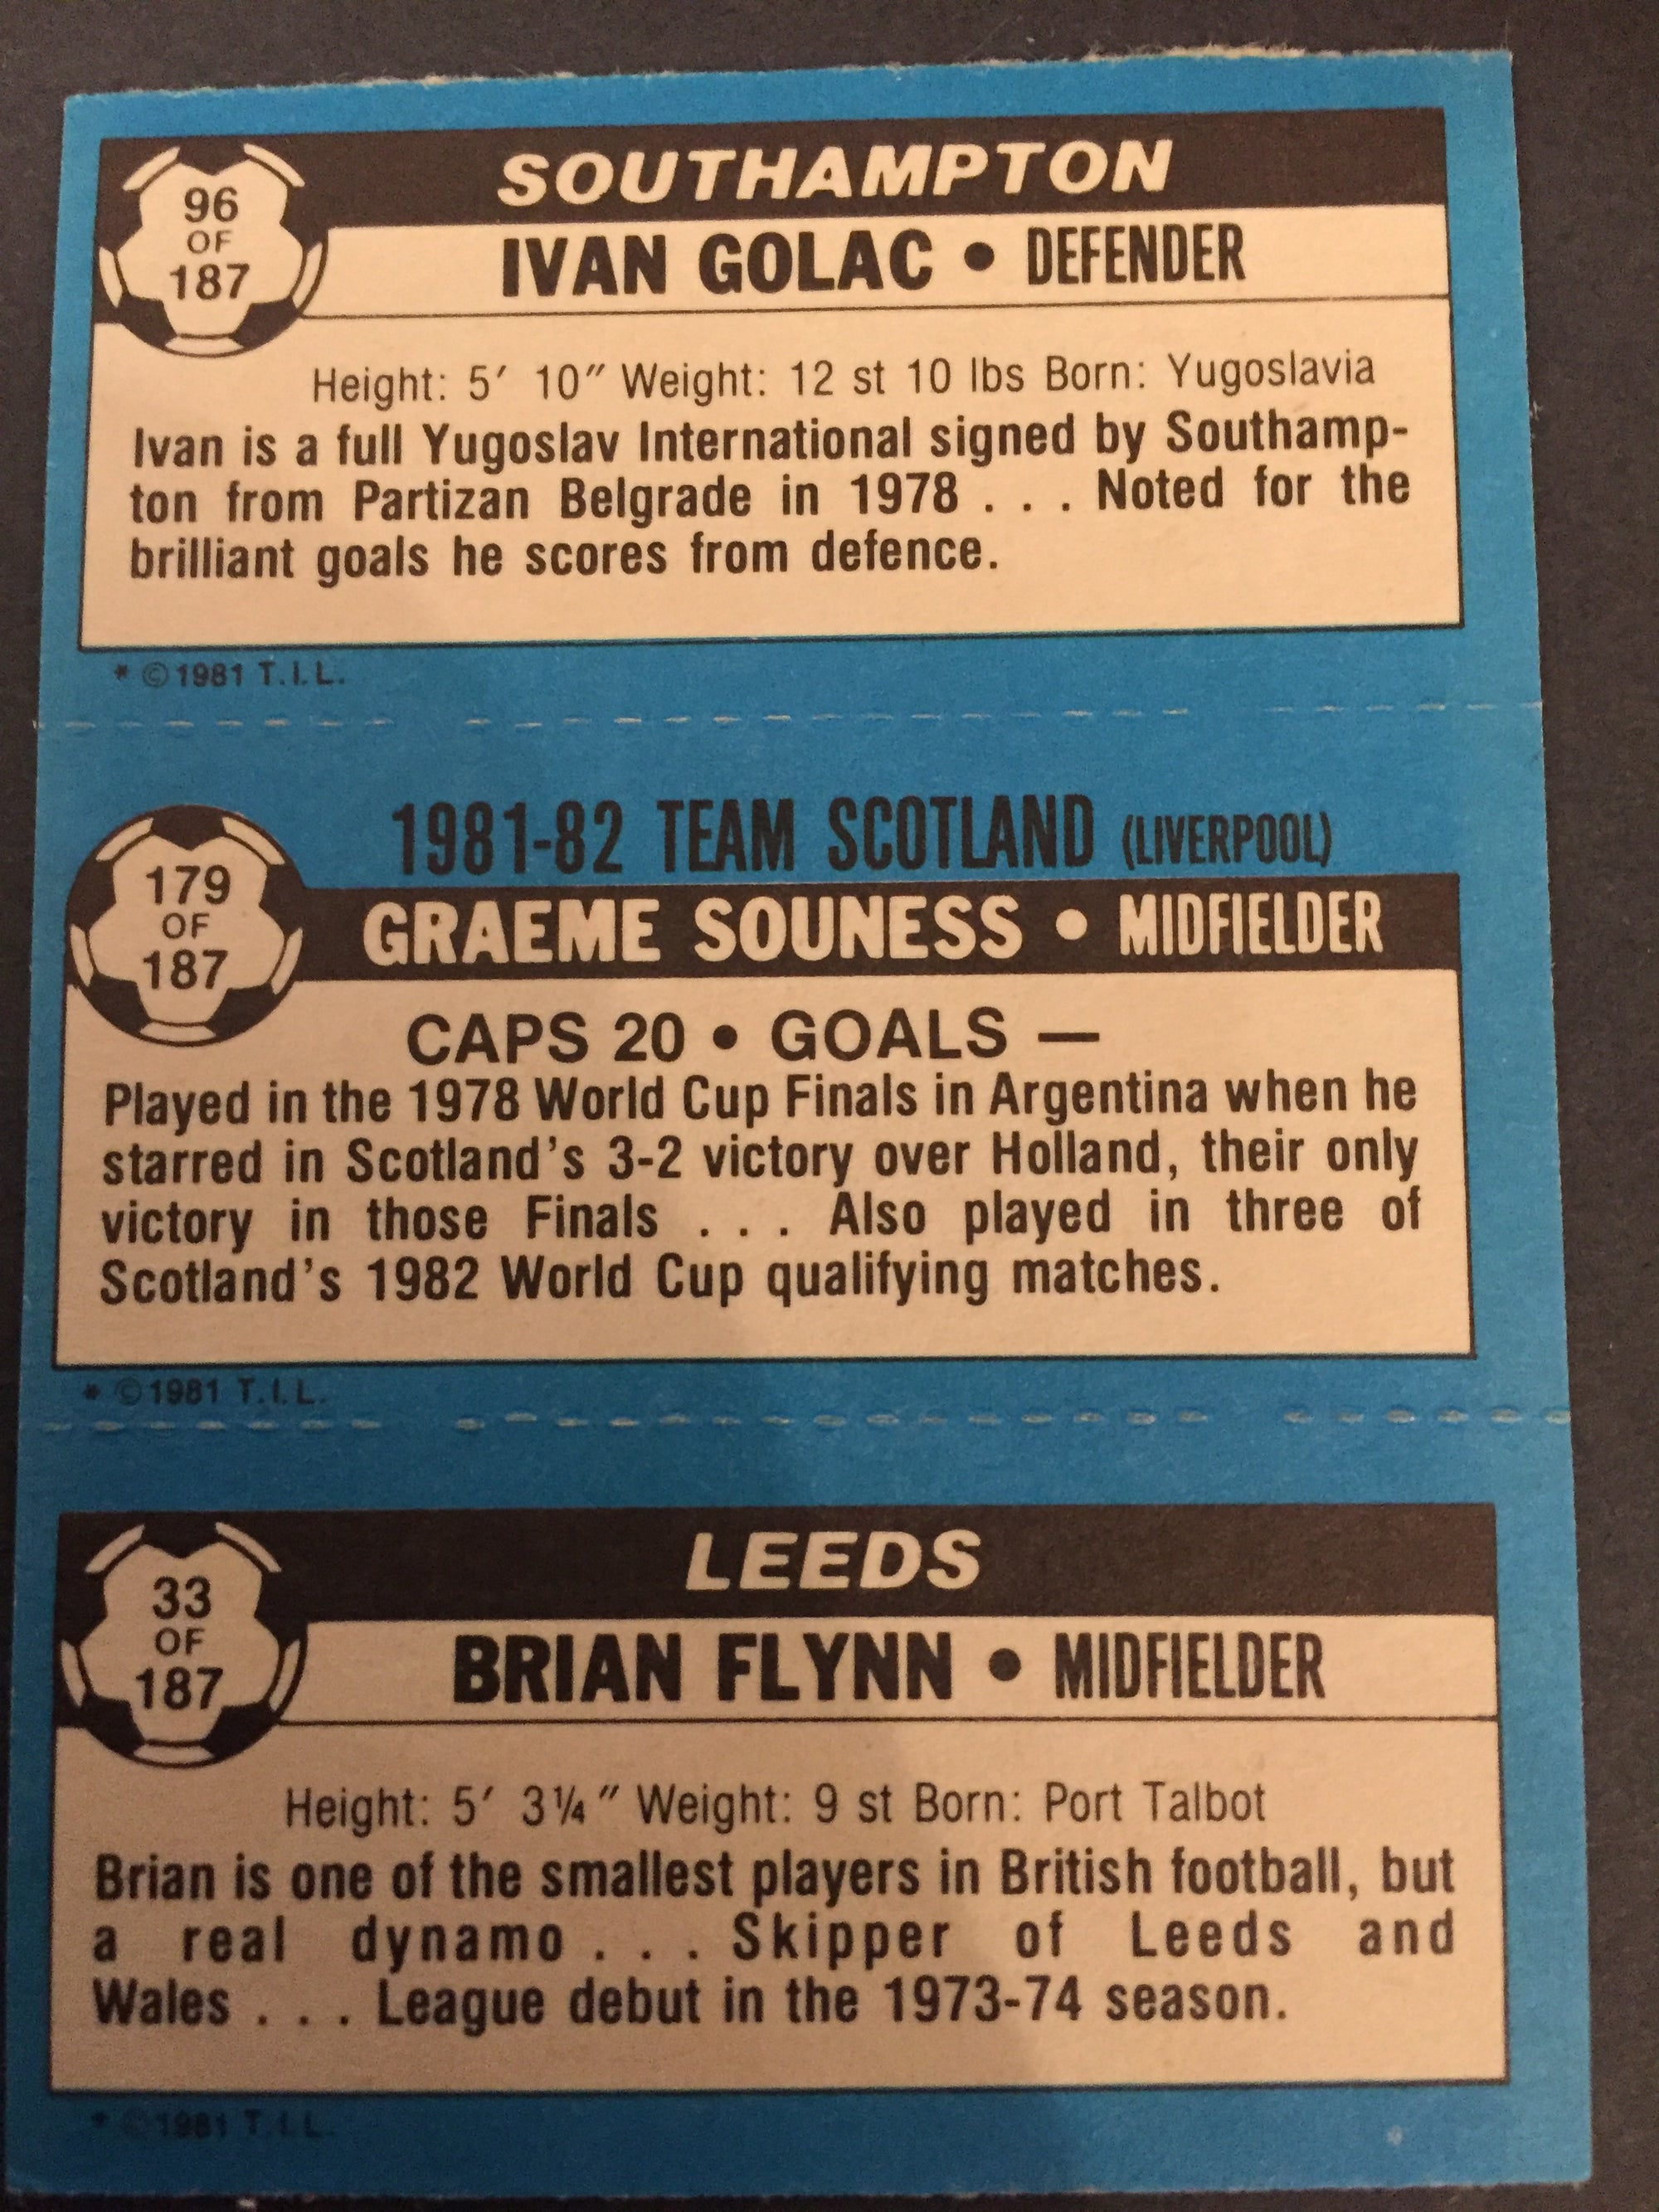 96
OF
187
SOUTHAMPTON
IVAN GOLAC • DEFENDER
Height: 5′ 10″ Weight: 12 st 10 lbs Born: Yugoslavia
Ivan is a full Yugoslav International signed by Southamp-
ton from Partizan Belgrade in 1978 . . . Noted for the
brilliant goals he scores from defence.
* ©1981 T.I.L.
1981-82 TEAM SCOTLAND (LIVERPOOL)
179
OF
187
GRAEME SOUNESS • MIDFIELDER
CAPS 20 • GOALS —
Played in the 1978 World Cup Finals in Argentina when he
starred in Scotland's 3-2 victory over Holland, their only
victory in those Finals . . . Also played in three of
Scotland's 1982 World Cup qualifying matches.
* ©1981 T.I.L.
33
OF
187
LEEDS
BRIAN FLYNN • MIDFIELDER
Height: 5′ 3¼″ Weight: 9 st Born: Port Talbot
Brian is one of the smallest players in British football, but
a real dynamo . . . Skipper of Leeds and
Wales . . . League debut in the 1973-74 season.
* ©1981 T.I.L.